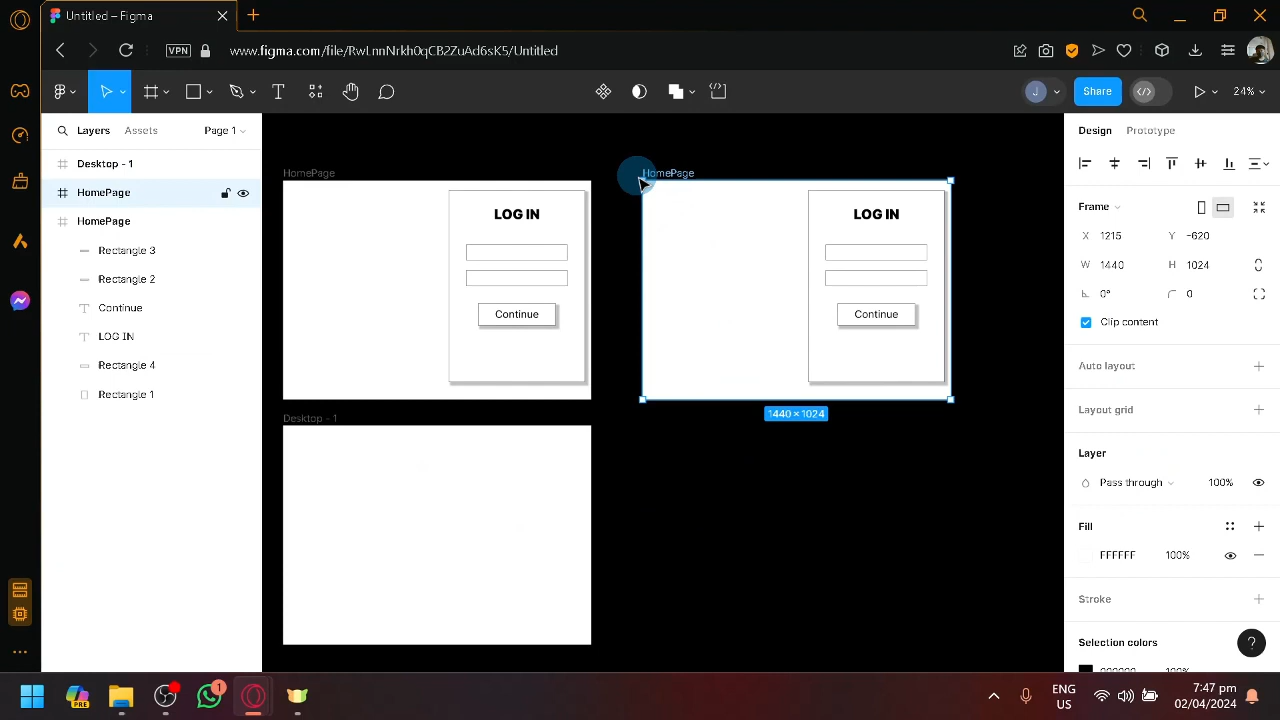 Untitled – Figma
VPN
www.figma.com/file/RwLnnNrkh0qCB2ZuAd6sK5/Untitled
J
Share
24%
Layers
Assets
Page 1
Desktop - 1
HomePage
HomePage
Rectangle 3
Rectangle 2
Continue
LOG IN
Rectangle 4
Rectangle 1
HomePage
LOG IN
Continue
HomePage
LOG IN
Continue
1440 × 1024
Desktop - 1
Design
Prototype
Frame
X 1215
Y -620
W 1440
H 1024
0°
0
Clip content
Auto layout
Layout grid
Layer
Pass through
100%
Fill
FFFFFF
100%
Stroke
Selection colors
?
PRE
1
ENG
US
7:47 pm
02/04/2024